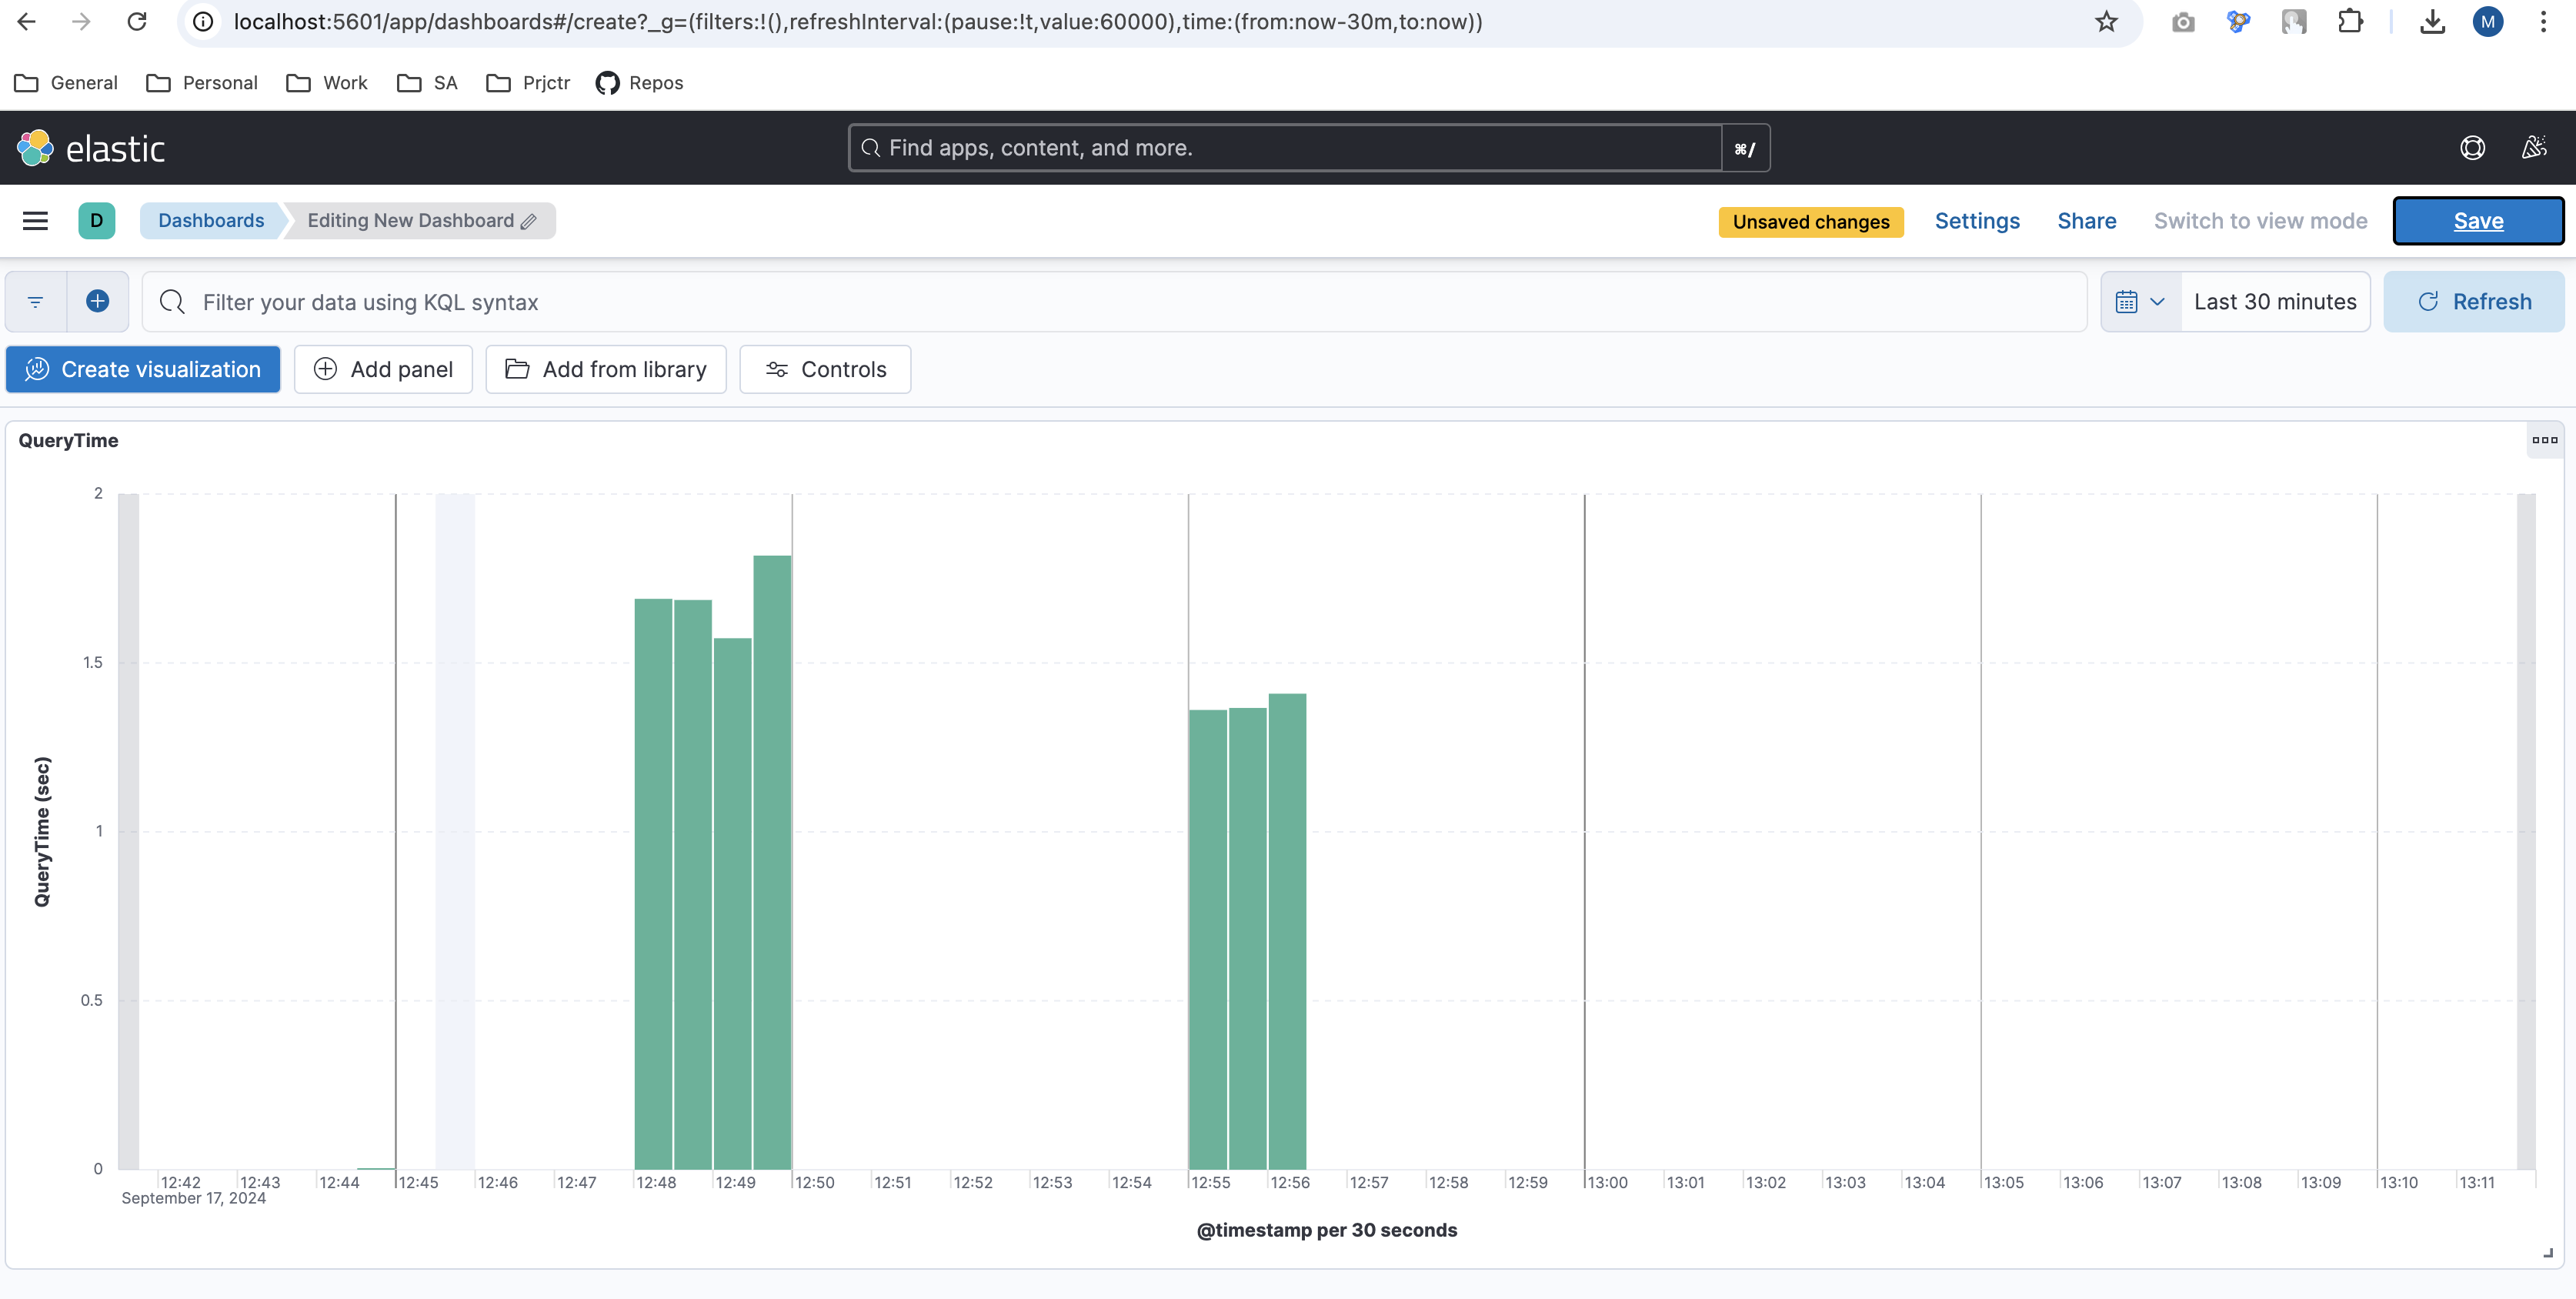 localhost:5601/app/dashboards#/create?_g=(filters:!(),refreshInterval:(pause:!t,value:60000),time:(from:now-30m,to:now))
M
General Personal Work SA Prjctr Repos
elastic
Find apps, content, and more.
⌘/
D
Dashboards
Editing New Dashboard
Unsaved changes
Settings
Share
Switch to view mode
Save
Filter your data using KQL syntax
Last 30 minutes
Refresh
Create visualization
Add panel
Add from library
Controls
QueryTime
2
1.5
1
0.5
0
QueryTime (sec)
12:42 12:43 12:44 12:45 12:46 12:47 12:48 12:49 12:50 12:51 12:52 12:53 12:54 12:55 12:56 12:57 12:58 12:59 13:00 13:01 13:02 13:03 13:04 13:05 13:06 13:07 13:08 13:09 13:10 13:11
September 17, 2024
@timestamp per 30 seconds